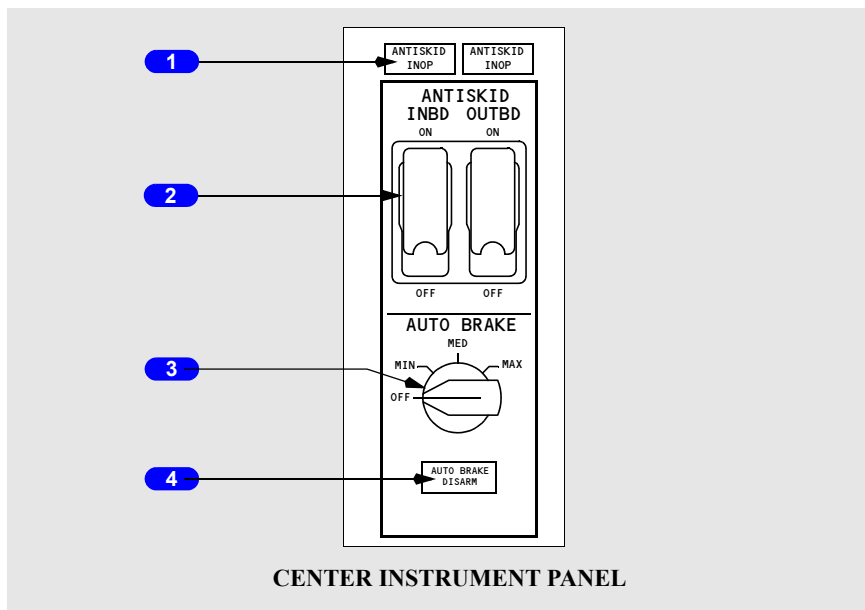 1
ANTISKID INOP
ANTISKID INOP
ANTISKID
INBD OUTBD
ON ON
2
OFF OFF
AUTO BRAKE
MED
MIN MAX
3
OFF
4
AUTO BRAKE DISARM
CENTER INSTRUMENT PANEL